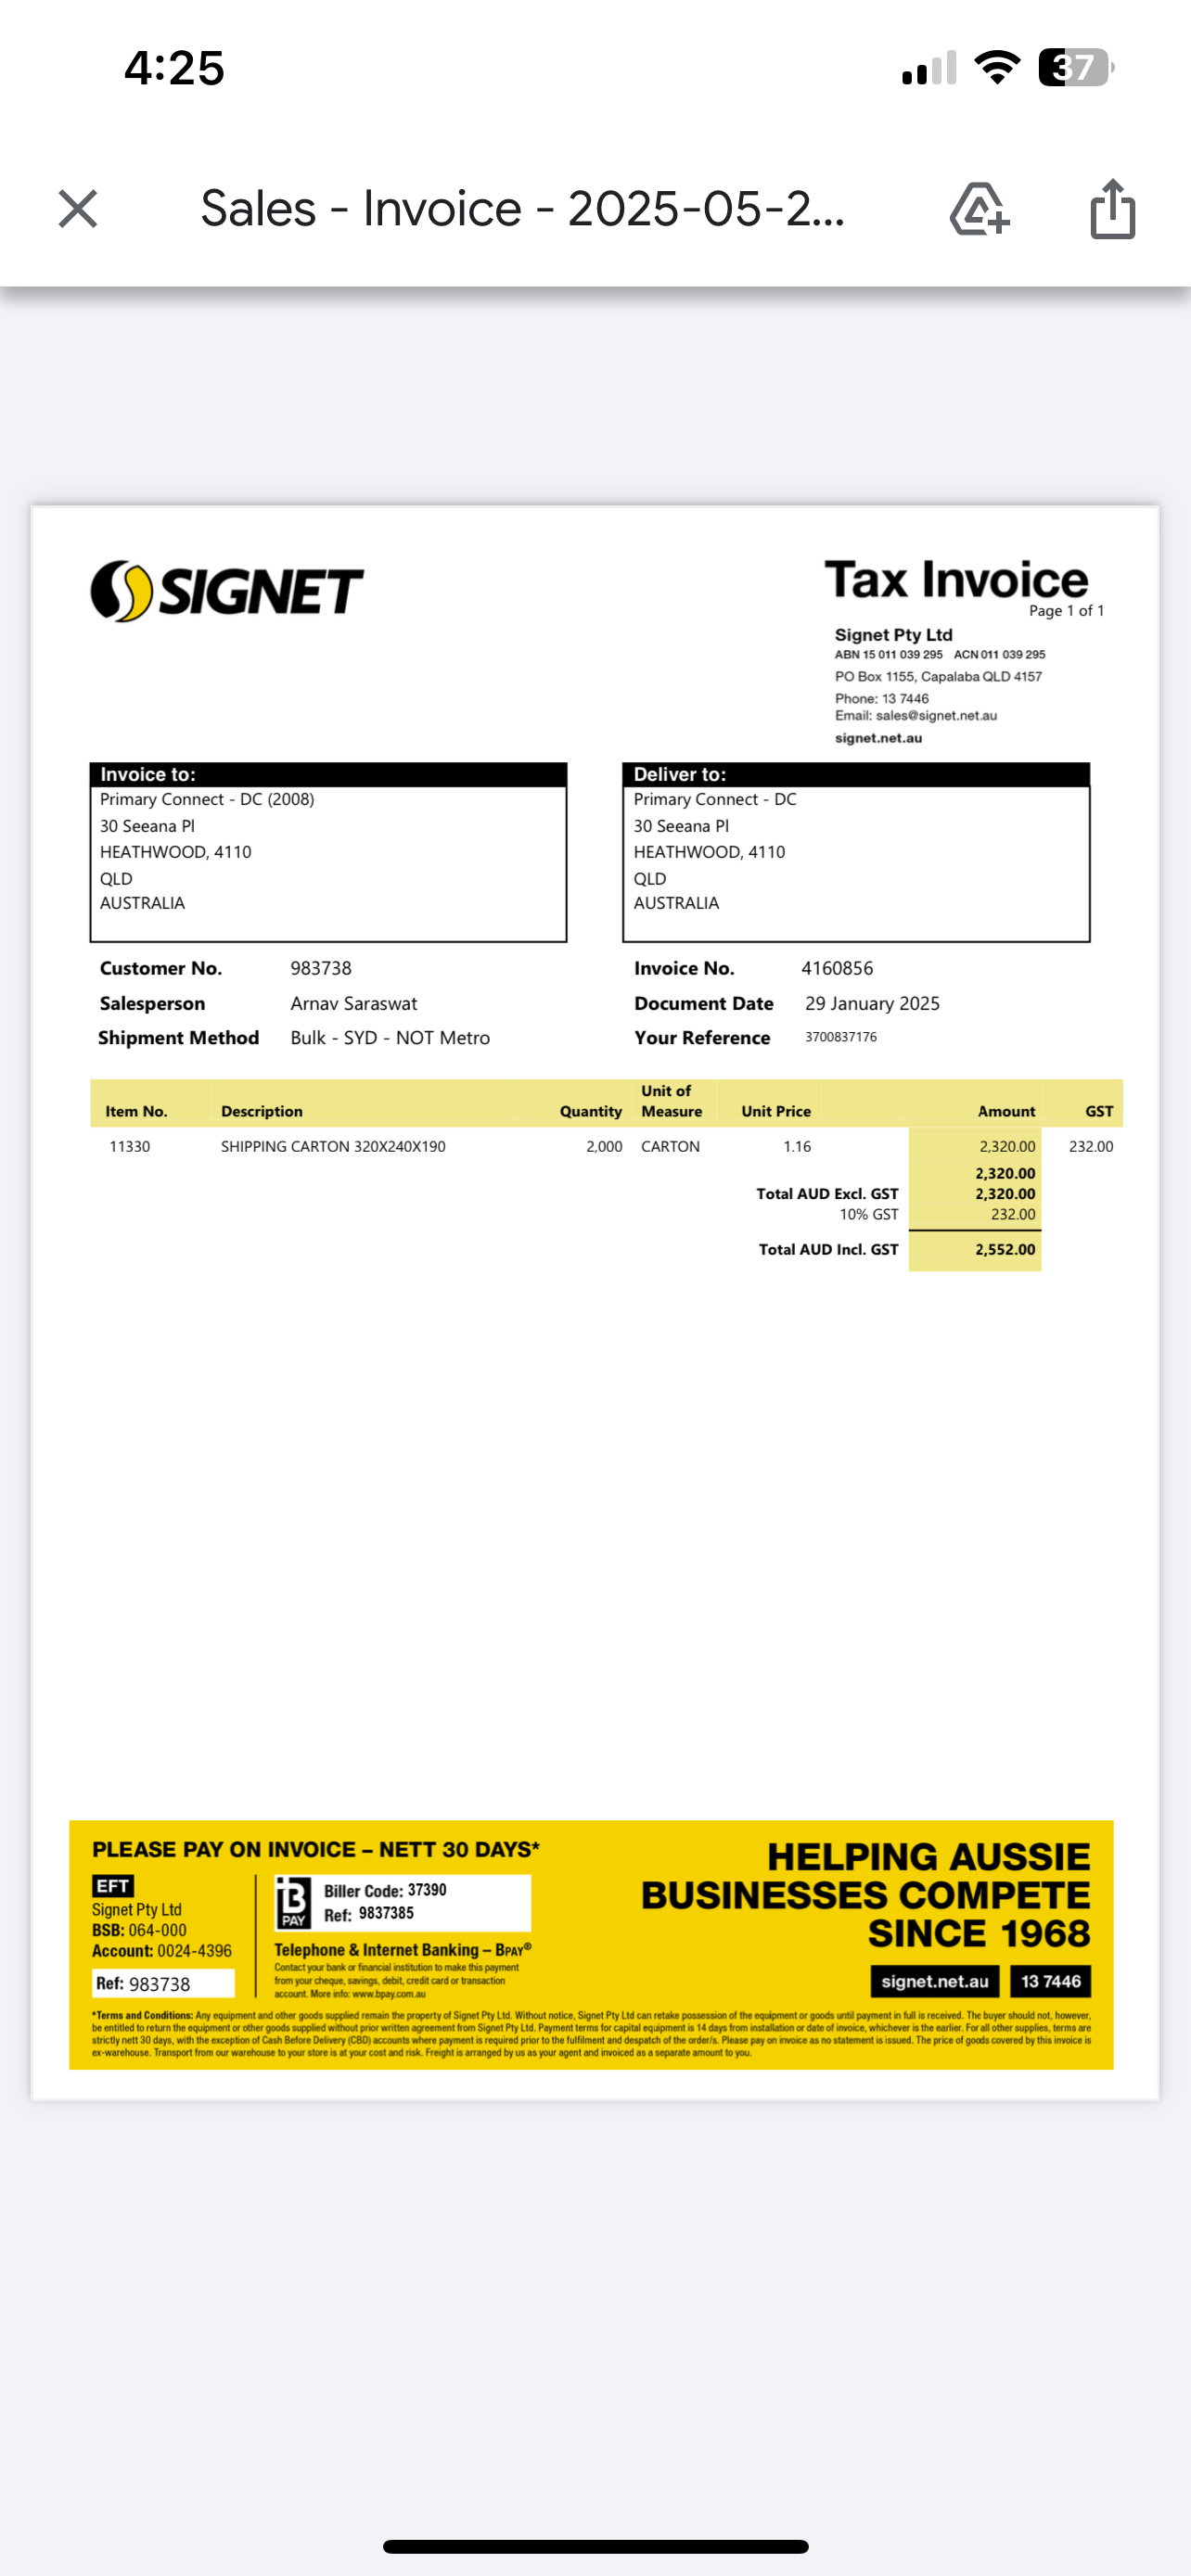 4:25
37
Sales - Invoice - 2025-05-2...
SIGNET
Tax Invoice
Page 1 of 1
Signet Pty Ltd
ABN 15 011 039 295 ACN 011 039 295
PO Box 1155, Capalaba QLD 4157
Phone: 13 7446
Email: sales@signet.net.au
signet.net.au
Invoice to:
Primary Connect - DC (2008)
30 Seeana Pl
HEATHWOOD, 4110
QLD
AUSTRALIA
Deliver to:
Primary Connect - DC
30 Seeana Pl
HEATHWOOD, 4110
QLD
AUSTRALIA
Customer No. 983738
Salesperson Arnav Saraswat
Shipment Method Bulk - SYD - NOT Metro
Invoice No. 4160856
Document Date 29 January 2025
Your Reference 3700837176
Item No. Description Quantity Unit of Measure Unit Price Amount GST
11330 SHIPPING CARTON 320X240X190 2,000 CARTON 1.16 2,320.00 232.00
2,320.00
Total AUD Excl. GST 2,320.00
10% GST 232.00
Total AUD Incl. GST 2,552.00
PLEASE PAY ON INVOICE – NETT 30 DAYS*
EFT
Signet Pty Ltd
BSB: 064-000
Account: 0024-4396
Ref: 983738
B PAY
Biller Code: 37390
Ref: 9837385
Telephone & Internet Banking – BPAY®
Contact your bank or financial institution to make this payment
from your cheque, savings, debit, credit card or transaction
account. More info: www.bpay.com.au
HELPING AUSSIE
BUSINESSES COMPETE
SINCE 1968
signet.net.au 13 7446
*Terms and Conditions: Any equipment and other goods supplied remain the property of Signet Pty Ltd. Without notice, Signet Pty Ltd can retake possession of the equipment or goods until payment in full is received. The buyer should not, however,
be entitled to return the equipment or other goods supplied without prior written agreement from Signet Pty Ltd. Payment terms for capital equipment is 14 days from installation or date of invoice, whichever is the earlier. For all other supplies, terms are
strictly nett 30 days, with the exception of Cash Before Delivery (CBD) accounts where payment is required prior to the fulfilment and despatch of the order/s. Please pay on invoice as no statement is issued. The price of goods covered by this invoice is
ex-warehouse. Transport from our warehouse to your store is at your cost and risk. Freight is arranged by us as your agent and invoiced as a separate amount to you.